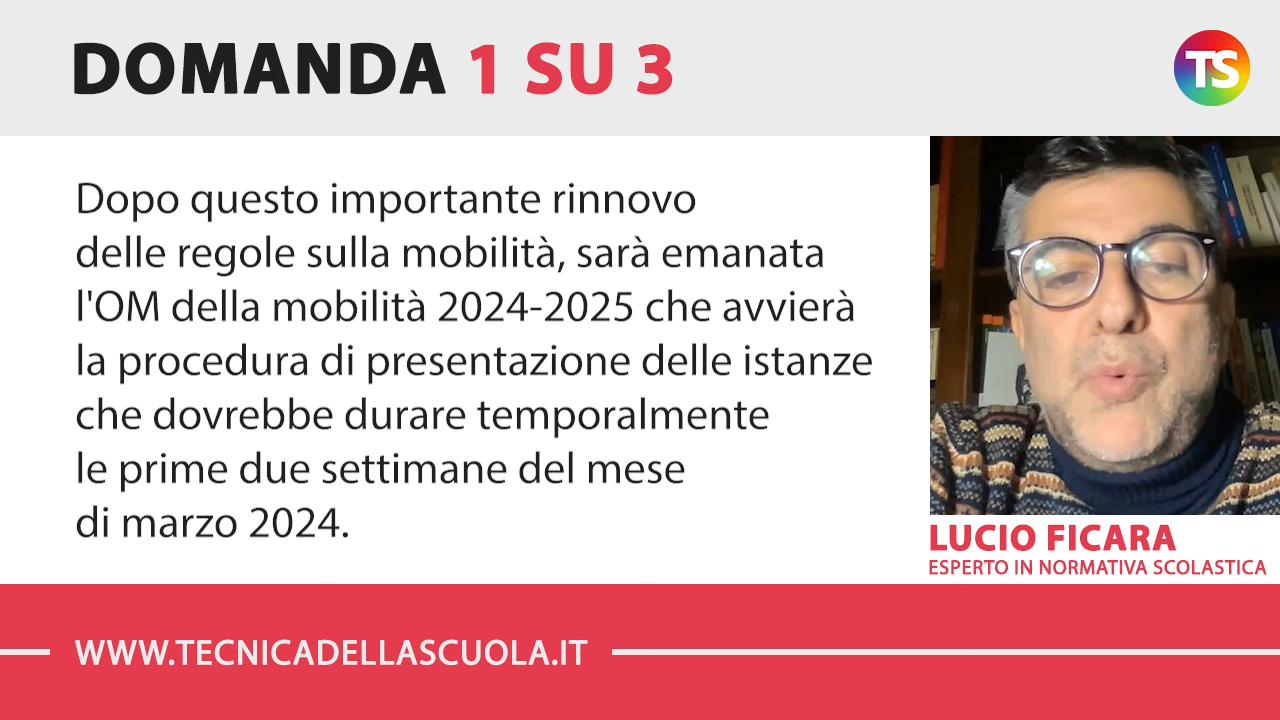 DOMANDA 1 SU 3
TS
Dopo questo importante rinnovo
delle regole sulla mobilità, sarà emanata
l'OM della mobilità 2024-2025 che avvierà
la procedura di presentazione delle istanze
che dovrebbe durare temporalmente
le prime due settimane del mese
di marzo 2024.
LUCIO FICARA
ESPERTO IN NORMATIVA SCOLASTICA
WWW.TECNICADELLASCUOLA.IT